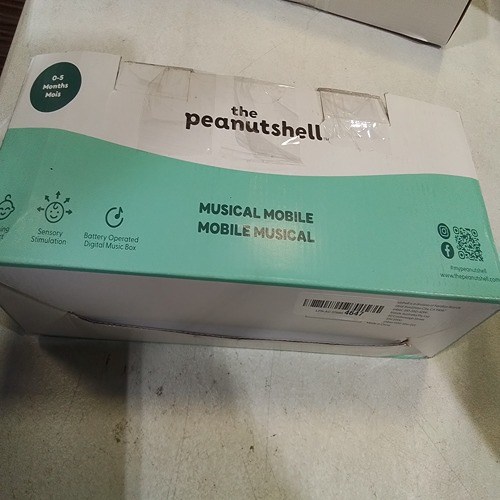 0-5
Months
Mois
the
peanutshell
MUSICAL MOBILE
MOBILE MUSICAL
Sensory
Stimulation
Battery Operated
Digital Music Box
www.thepeanutshell.com
4647